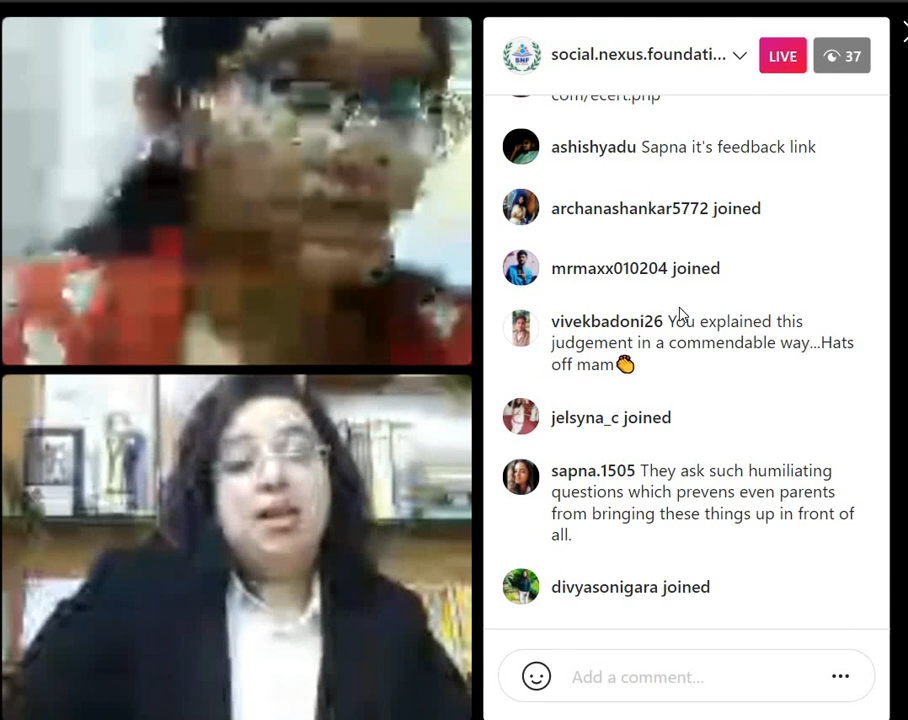 social.nexus.foundati...
LIVE
37
SNF
com/ecert.php
ashishyadu Sapna it's feedback link
archanashankar5772 joined
mrmaxx010204 joined
vivekbadoni26 You explained this
judgement in a commendable way...Hats
off mam👏
jelsyna_c joined
sapna.1505 They ask such humiliating
questions which prevens even parents
from bringing these things up in front of
all.
divyasonigara joined
Add a comment...